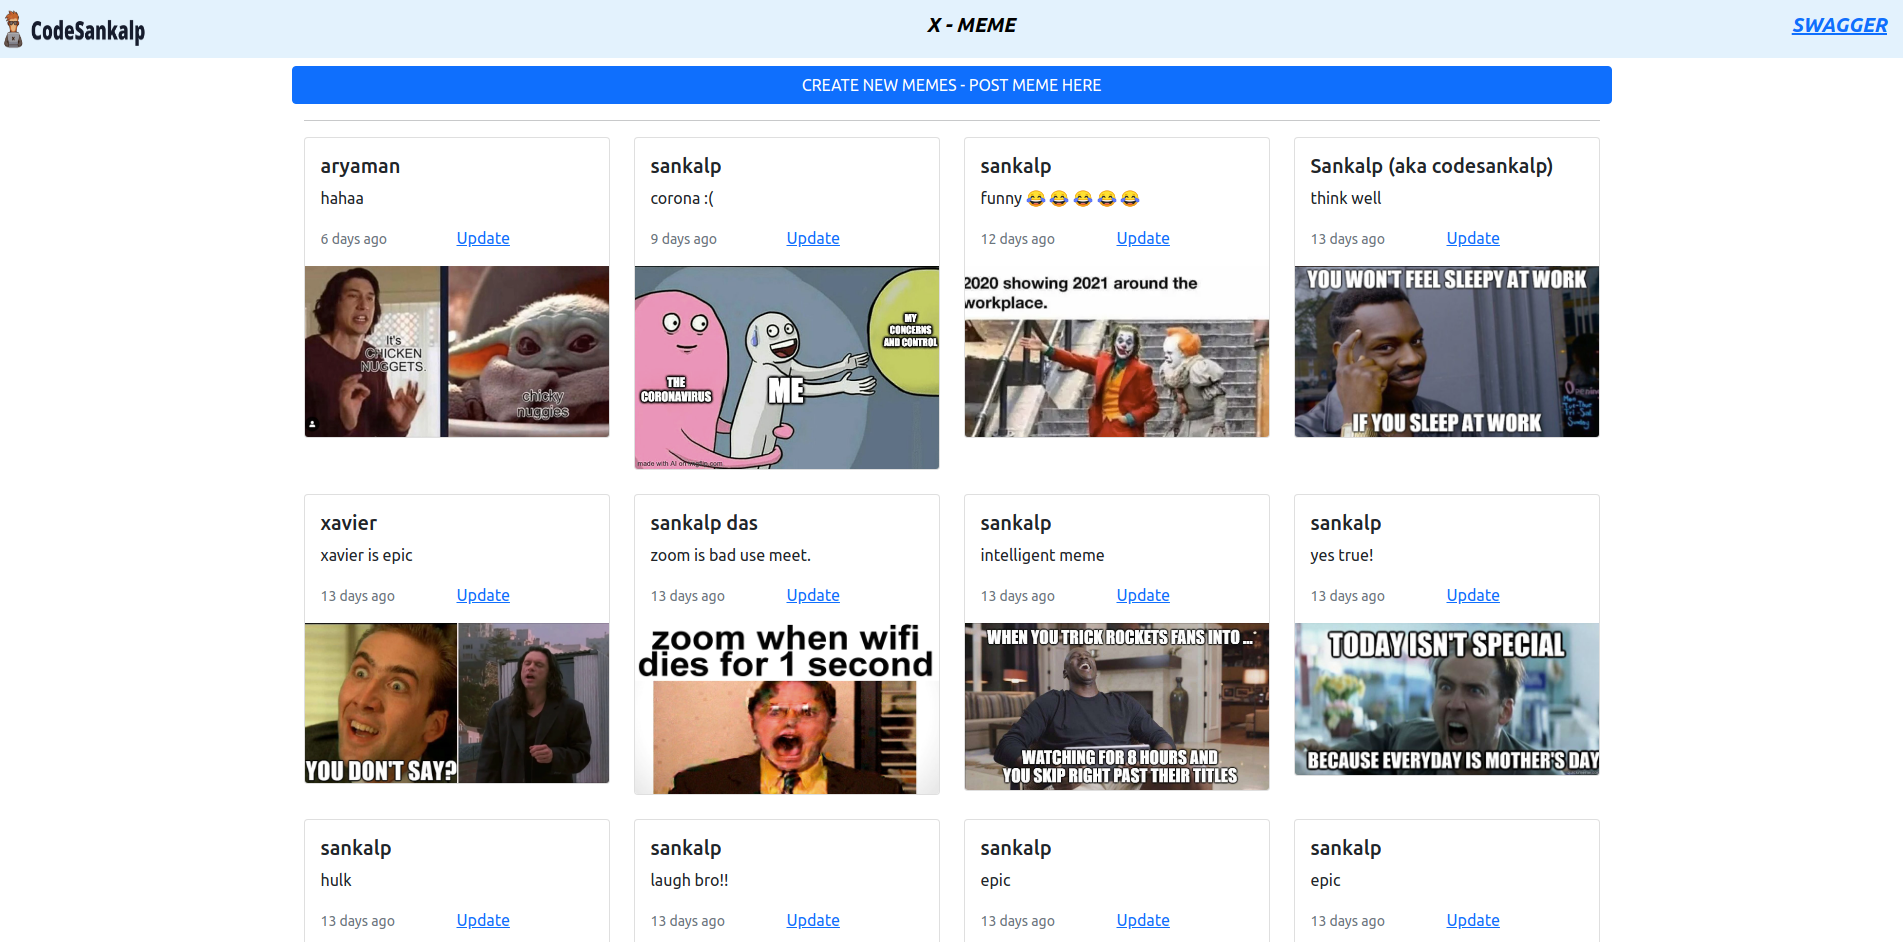 CodeSankalp
X - MEME
SWAGGER
CREATE NEW MEMES - POST MEME HERE
aryaman
hahaa
6 days ago Update
It's
CHICKEN
NUGGETS.
chicky
nuggies
sankalp
corona :(
9 days ago Update
MY
CONCERNS
AND CONTROL
THE
CORONAVIRUS
ME
made with AI on imgflip.com
sankalp
funny 😂 😂 😂 😂 😂
12 days ago Update
2020 showing 2021 around the
workplace.
Sankalp (aka codesankalp)
think well
13 days ago Update
YOU WON'T FEEL SLEEPY AT WORK
IF YOU SLEEP AT WORK
xavier
xavier is epic
13 days ago Update
YOU DON'T SAY?
sankalp das
zoom is bad use meet.
13 days ago Update
zoom when wifi
dies for 1 second
sankalp
intelligent meme
13 days ago Update
WHEN YOU TRICK ROCKETS FANS INTO ...
WATCHING FOR 8 HOURS AND
YOU SKIP RIGHT PAST THEIR TITLES
sankalp
yes true!
13 days ago Update
TODAY ISN'T SPECIAL
BECAUSE EVERYDAY IS MOTHER'S DAY
sankalp
hulk
13 days ago Update
sankalp
laugh bro!!
13 days ago Update
sankalp
epic
13 days ago Update
sankalp
epic
13 days ago Update